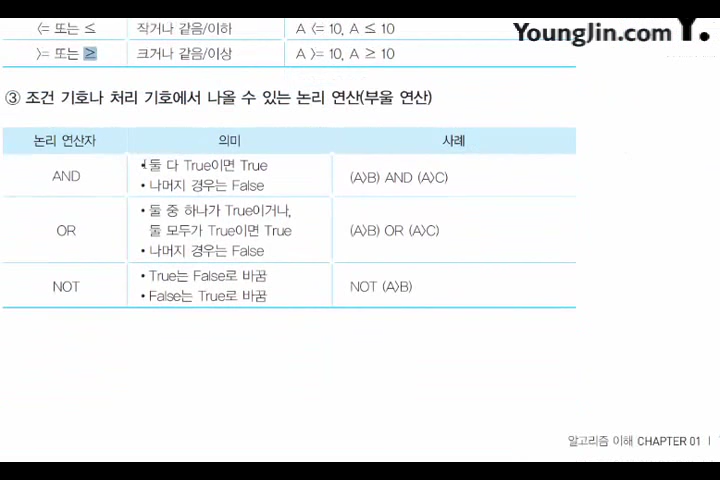 <= 또는 ≤ 작거나 같음/이하 A <= 10, A ≤ 10
YoungJin.com Y.
>= 또는 ≥ 크거나 같음/이상 A >= 10, A ≥ 10
③ 조건 기호나 처리 기호에서 나올 수 있는 논리 연산(부울 연산)
논리 연산자 의미 사례
AND
• 둘 다 True이면 True
• 나머지 경우는 False
(A>B) AND (A>C)
OR
• 둘 중 하나가 True이거나,
둘 모두가 True이면 True
• 나머지 경우는 False
(A>B) OR (A>C)
NOT
• True는 False로 바꿈
• False는 True로 바꿈
NOT (A>B)
알고리즘 이해 CHAPTER 01 |